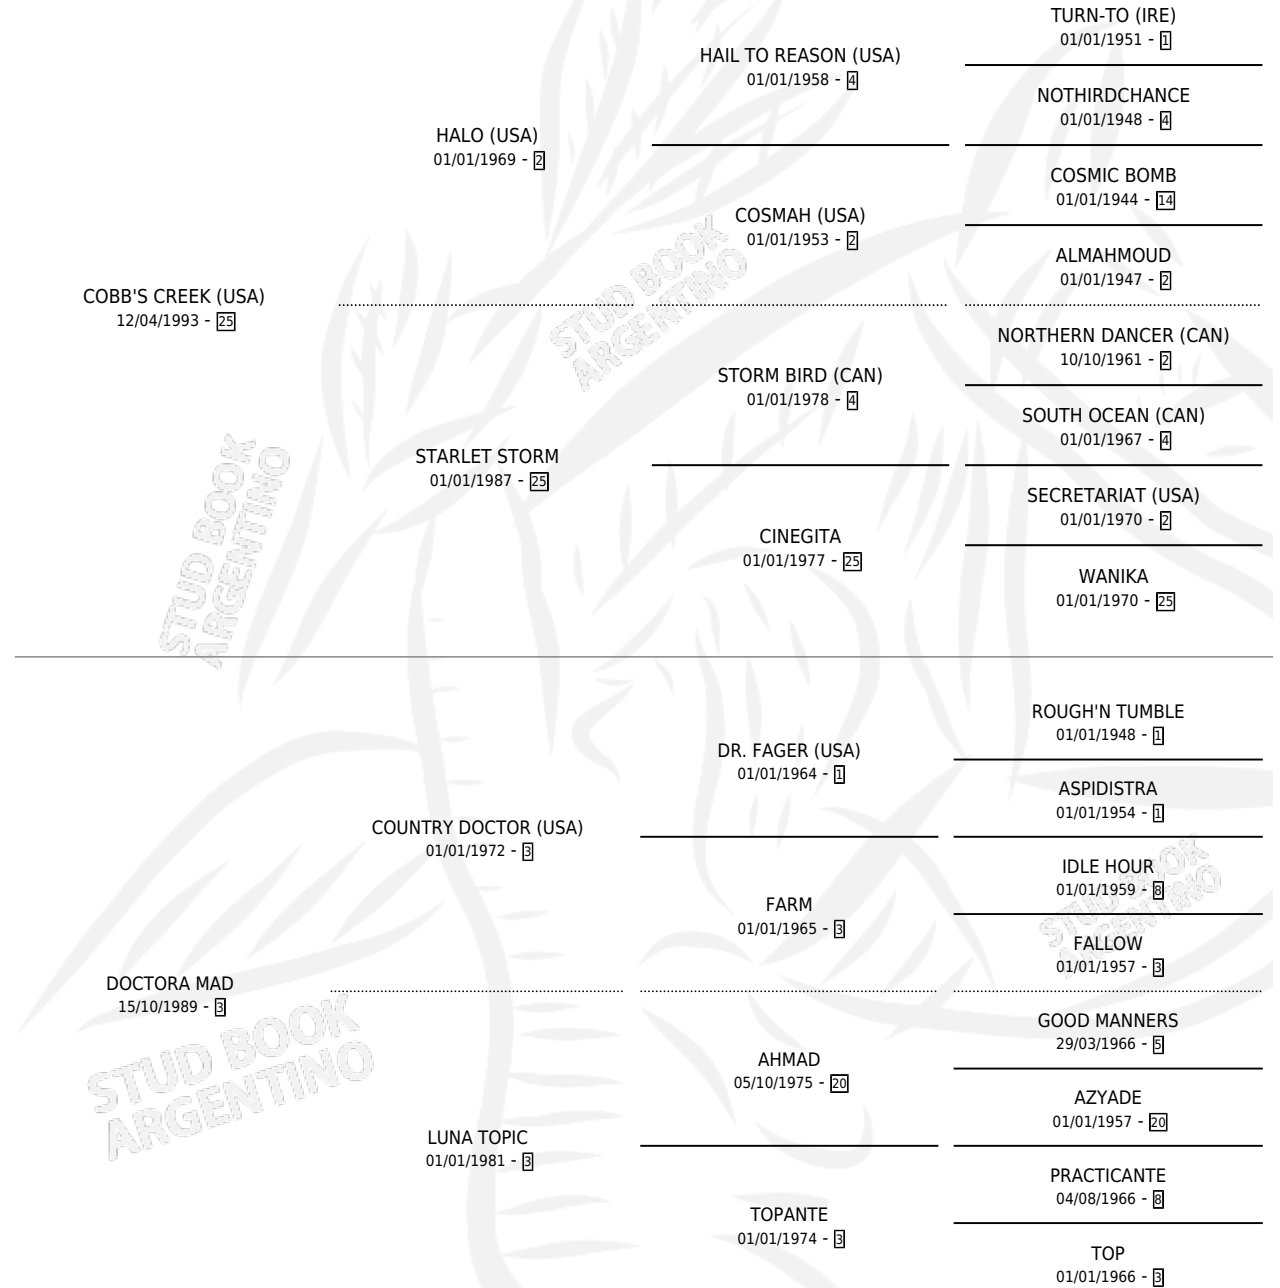 TURN-TO (IRE)
01/01/1951 - 1
HAIL TO REASON (USA)
01/01/1958 - 4
NOTHIRDCHANCE
01/01/1948 - 4
HALO (USA)
01/01/1969 - 2
COSMIC BOMB
01/01/1944 - 14
COSMAH (USA)
01/01/1953 - 2
ALMAHMOUD
01/01/1947 - 2
COBB'S CREEK (USA)
12/04/1993 - 25
NORTHERN DANCER (CAN)
10/10/1961 - 2
STORM BIRD (CAN)
01/01/1978 - 4
SOUTH OCEAN (CAN)
01/01/1967 - 4
STARLET STORM
01/01/1987 - 25
SECRETARIAT (USA)
01/01/1970 - 2
CINEGITA
01/01/1977 - 25
WANIKA
01/01/1970 - 25
ROUGH'N TUMBLE
01/01/1948 - 1
DR. FAGER (USA)
01/01/1964 - 1
ASPIDISTRA
01/01/1954 - 1
COUNTRY DOCTOR (USA)
01/01/1972 - 3
IDLE HOUR
01/01/1959 - 8
FARM
01/01/1965 - 3
FALLOW
01/01/1957 - 3
DOCTORA MAD
15/10/1989 - 3
GOOD MANNERS
29/03/1966 - 5
AHMAD
05/10/1975 - 20
AZYADE
01/01/1957 - 20
LUNA TOPIC
01/01/1981 - 3
PRACTICANTE
04/08/1966 - 8
TOPANTE
01/01/1974 - 3
TOP
01/01/1966 - 3
STUD BOOK
ARGENTINO
STUD BOOK
ARGENTINO
STUD BOOK
ARGENTINO
STUD BOOK
ARGENTINO